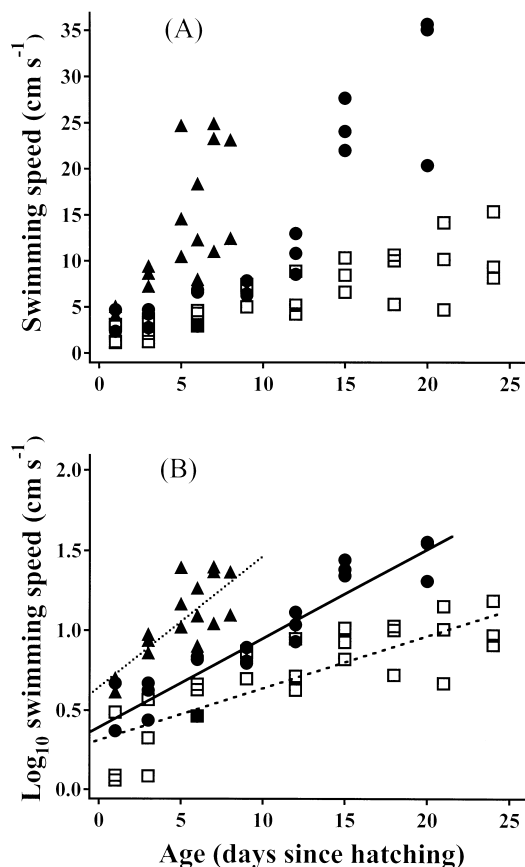 (A)
Swimming speed (cm s⁻¹)
35
30
25
20
15
10
5
0
0 5 10 15 20 25
(B)
Log₁₀ swimming speed (cm s⁻¹)
2.0
1.5
1.0
0.5
0.0
0 5 10 15 20 25
Age (days since hatching)